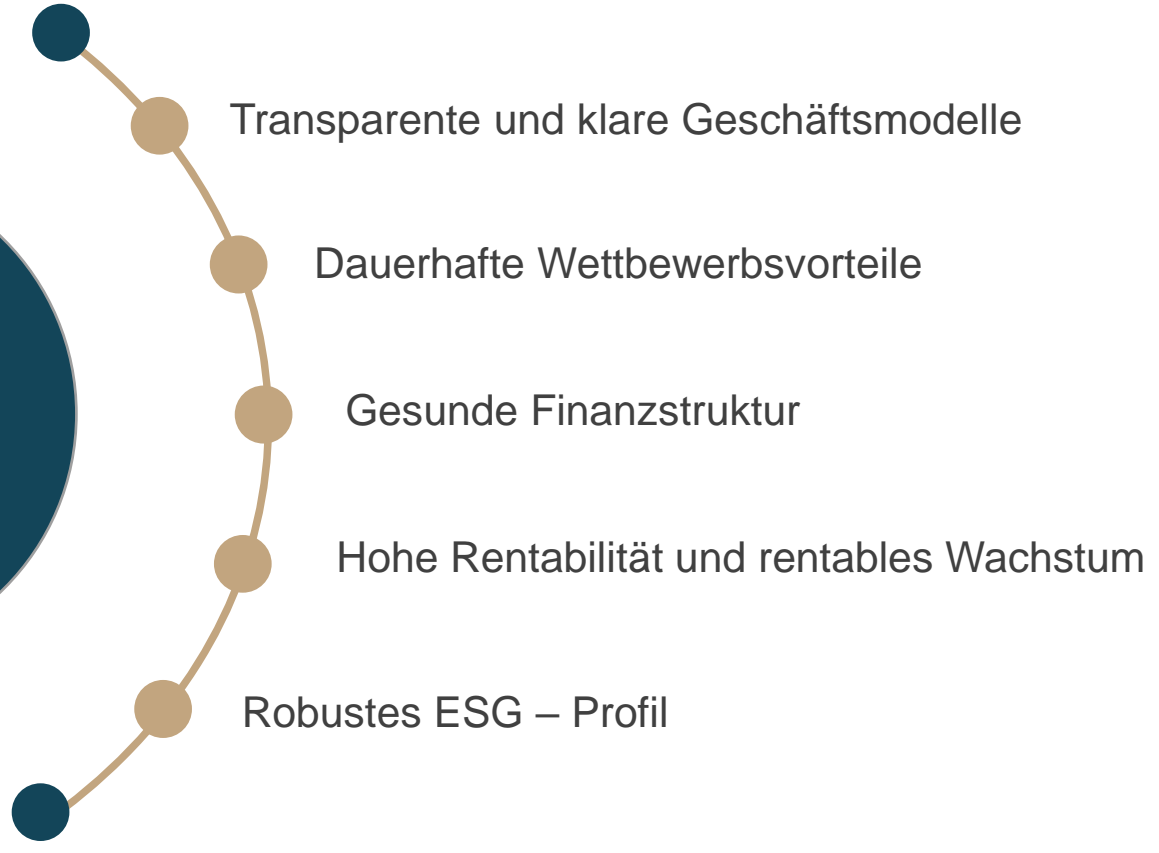 Transparente und klare Geschäftsmodelle
Dauerhafte Wettbewerbsvorteile
Gesunde Finanzstruktur
Hohe Rentabilität und rentables Wachstum
Robustes ESG – Profil